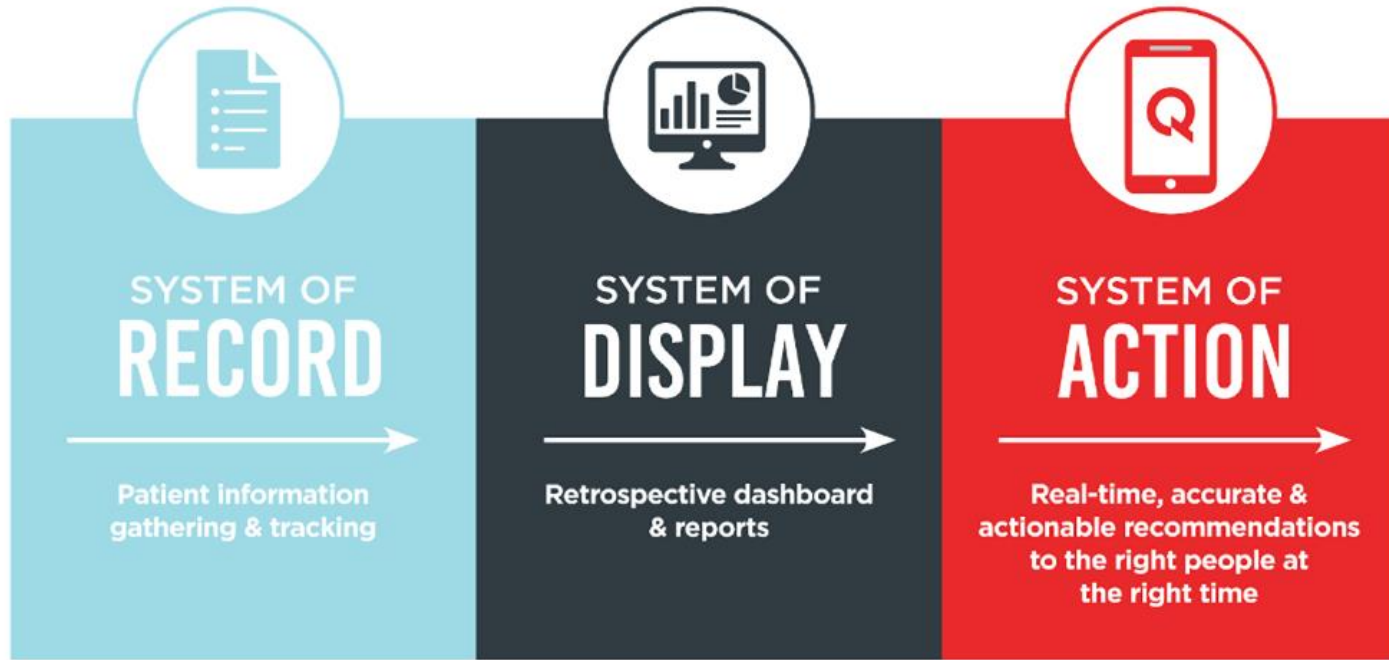 SYSTEM OF
RECORD
Patient information
gathering & tracking
SYSTEM OF
DISPLAY
Retrospective dashboard
& reports
Q
SYSTEM OF
ACTION
Real-time, accurate &
actionable recommendations
to the right people at
the right time